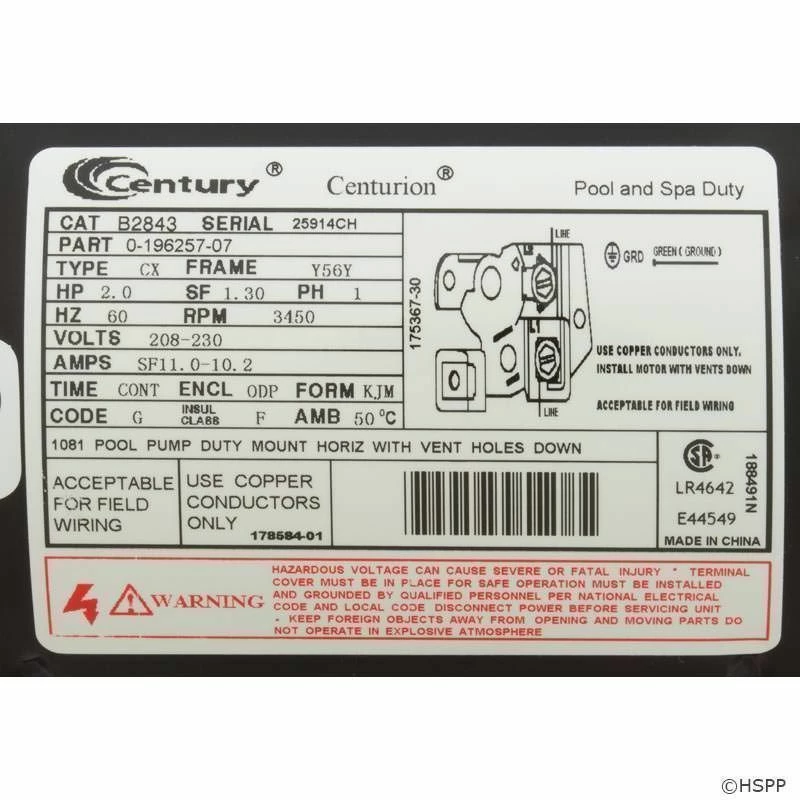 Century® Centurion® Pool and Spa Duty
CAT B2843 SERIAL 25914CH
PART 0-196257-07
TYPE CX FRAME Y56Y
HP 2.0 SF 1.30 PH 1
HZ 60 RPM 3450
VOLTS 208-230
AMPS SF11.0-10.2
TIME CONT ENCL ODP FORM KJM
CODE G INSUL CLASS F AMB 50°C
175367-30
LINE
L2
L1
LINE
GRD GREEN(GROUND)
USE COPPER CONDUCTORS ONLY.
INSTALL MOTOR WITH VENTS DOWN
ACCEPTABLE FOR FIELD WIRING
1081 POOL PUMP DUTY MOUNT HORIZ WITH VENT HOLES DOWN
ACCEPTABLE
FOR FIELD
WIRING
USE COPPER
CONDUCTORS
ONLY 178584-01
SA
LR4642
E44549
MADE IN CHINA
188491N
WARNING
HAZARDOUS VOLTAGE CAN CAUSE SEVERE OR FATAL INJURY * TERMINAL
COVER MUST BE IN PLACE FOR SAFE OPERATION MUST BE INSTALLED
AND GROUNDED BY QUALIFIED PERSONNEL PER NATIONAL ELECTRICAL
CODE AND LOCAL CODE DISCONNECT POWER BEFORE SERVICING UNIT
- KEEP FOREIGN OBJECTS AWAY FROM OPENING AND MOVING PARTS DO
NOT OPERATE IN EXPLOSIVE ATMOSPHERE
©HSPP